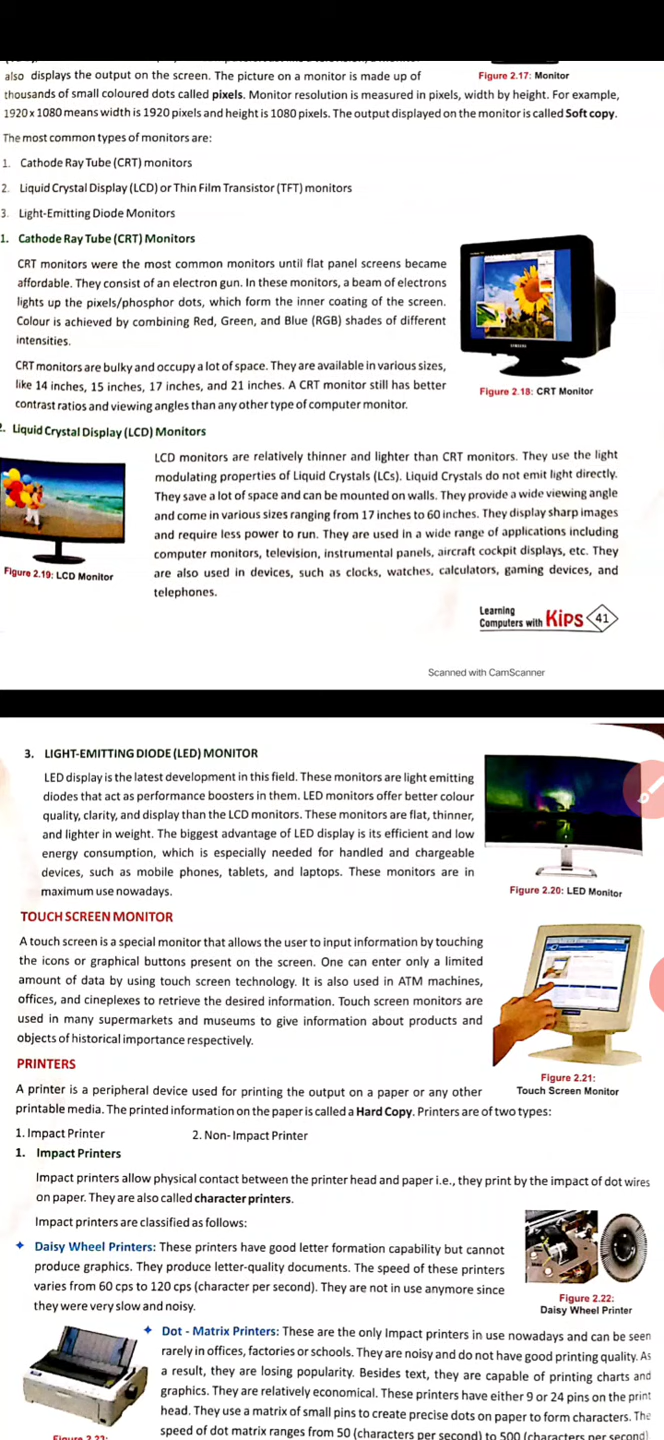 also displays the output on the screen. The picture on a monitor is made up of
Figure 2.17: Monitor
thousands of small coloured dots called pixels. Monitor resolution is measured in pixels, width by height. For example,
1920 x 1080 means width is 1920 pixels and height is 1080 pixels. The output displayed on the monitor is called Soft copy.
The most common types of monitors are:
1. Cathode Ray Tube (CRT) monitors
2. Liquid Crystal Display (LCD) or Thin Film Transistor (TFT) monitors
3. Light-Emitting Diode Monitors
1. Cathode Ray Tube (CRT) Monitors
CRT monitors were the most common monitors until flat panel screens became
affordable. They consist of an electron gun. In these monitors, a beam of electrons
lights up the pixels/phosphor dots, which form the inner coating of the screen.
Colour is achieved by combining Red, Green, and Blue (RGB) shades of different
intensities.
CRT monitors are bulky and occupy a lot of space. They are available in various sizes,
like 14 inches, 15 inches, 17 inches, and 21 inches. A CRT monitor still has better
contrast ratios and viewing angles than any other type of computer monitor.
SAMSUNG
Figure 2.18: CRT Monitor
2. Liquid Crystal Display (LCD) Monitors
LCD monitors are relatively thinner and lighter than CRT monitors. They use the light
modulating properties of Liquid Crystals (LCs). Liquid Crystals do not emit light directly.
They save a lot of space and can be mounted on walls. They provide a wide viewing angle
and come in various sizes ranging from 17 inches to 60 inches. They display sharp images
and require less power to run. They are used in a wide range of applications including
computer monitors, television, instrumental panels, aircraft cockpit displays, etc. They
are also used in devices, such as clocks, watches, calculators, gaming devices, and
telephones.
Figure 2.19: LCD Monitor
Learning
Computers with Kips 41
Scanned with CamScanner
3. LIGHT-EMITTING DIODE (LED) MONITOR
LED display is the latest development in this field. These monitors are light emitting
diodes that act as performance boosters in them. LED monitors offer better colour
quality, clarity, and display than the LCD monitors. These monitors are flat, thinner,
and lighter in weight. The biggest advantage of LED display is its efficient and low
energy consumption, which is especially needed for handled and chargeable
devices, such as mobile phones, tablets, and laptops. These monitors are in
maximum use nowadays.
Figure 2.20: LED Monitor
TOUCH SCREEN MONITOR
A touch screen is a special monitor that allows the user to input information by touching
the icons or graphical buttons present on the screen. One can enter only a limited
amount of data by using touch screen technology. It is also used in ATM machines,
offices, and cineplexes to retrieve the desired information. Touch screen monitors are
used in many supermarkets and museums to give information about products and
objects of historical importance respectively.
Figure 2.21:
Touch Screen Monitor
PRINTERS
A printer is a peripheral device used for printing the output on a paper or any other
printable media. The printed information on the paper is called a Hard Copy. Printers are of two types:
1. Impact Printer 2. Non- Impact Printer
1. Impact Printers
Impact printers allow physical contact between the printer head and paper i.e., they print by the impact of dot wires
on paper. They are also called character printers.
Impact printers are classified as follows:
✦ Daisy Wheel Printers: These printers have good letter formation capability but cannot
produce graphics. They produce letter-quality documents. The speed of these printers
varies from 60 cps to 120 cps (character per second). They are not in use anymore since
they were very slow and noisy.
Figure 2.22:
Daisy Wheel Printer
✦ Dot - Matrix Printers: These are the only Impact printers in use nowadays and can be seen
rarely in offices, factories or schools. They are noisy and do not have good printing quality. As
a result, they are losing popularity. Besides text, they are capable of printing charts and
graphics. They are relatively economical. These printers have either 9 or 24 pins on the print
head. They use a matrix of small pins to create precise dots on paper to form characters. The
speed of dot matrix ranges from 50 (characters per second) to 500 (characters per second)
Figure 2.23: